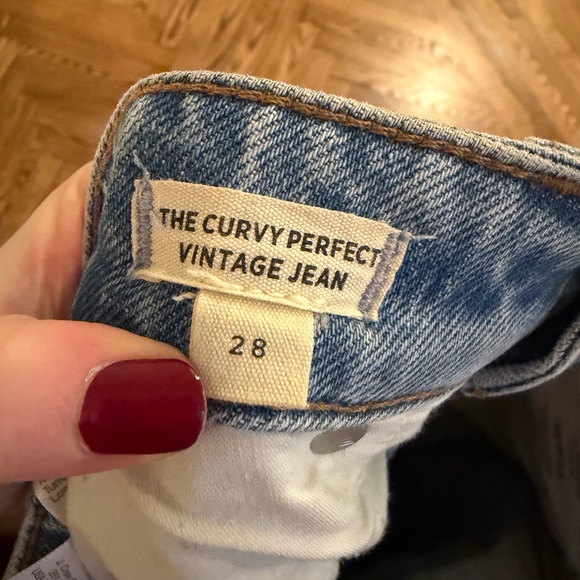 THE CURVY PERFECT
VINTAGE JEAN
28